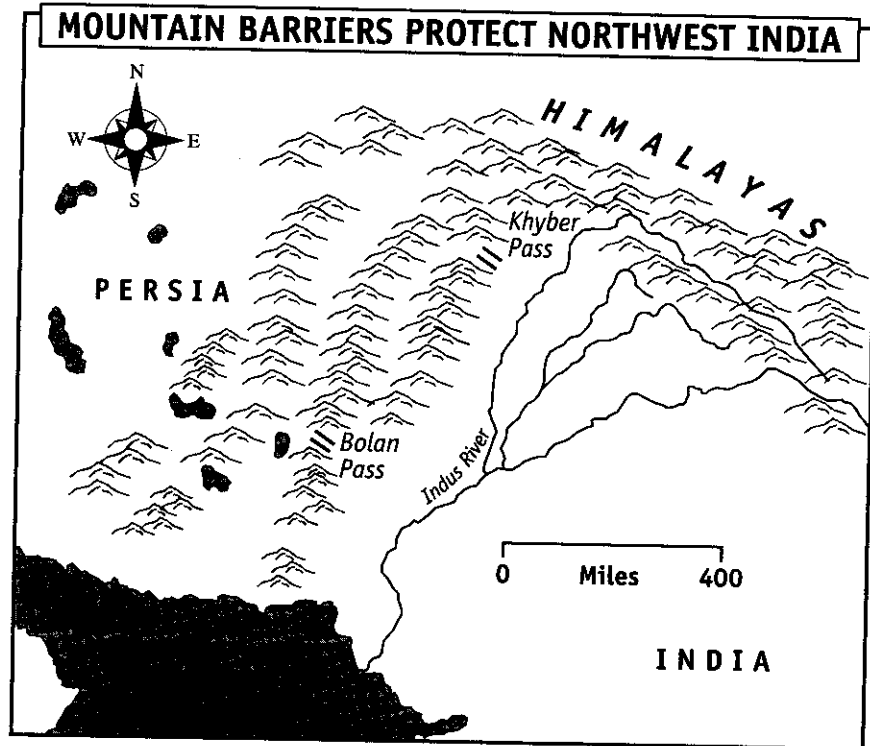 MOUNTAIN BARRIERS PROTECT NORTHWEST INDIA
N
W E
S
HIMALAYAS
Khyber
Pass
PERSIA
Bolan
Pass
Indus River
0 Miles 400
INDIA